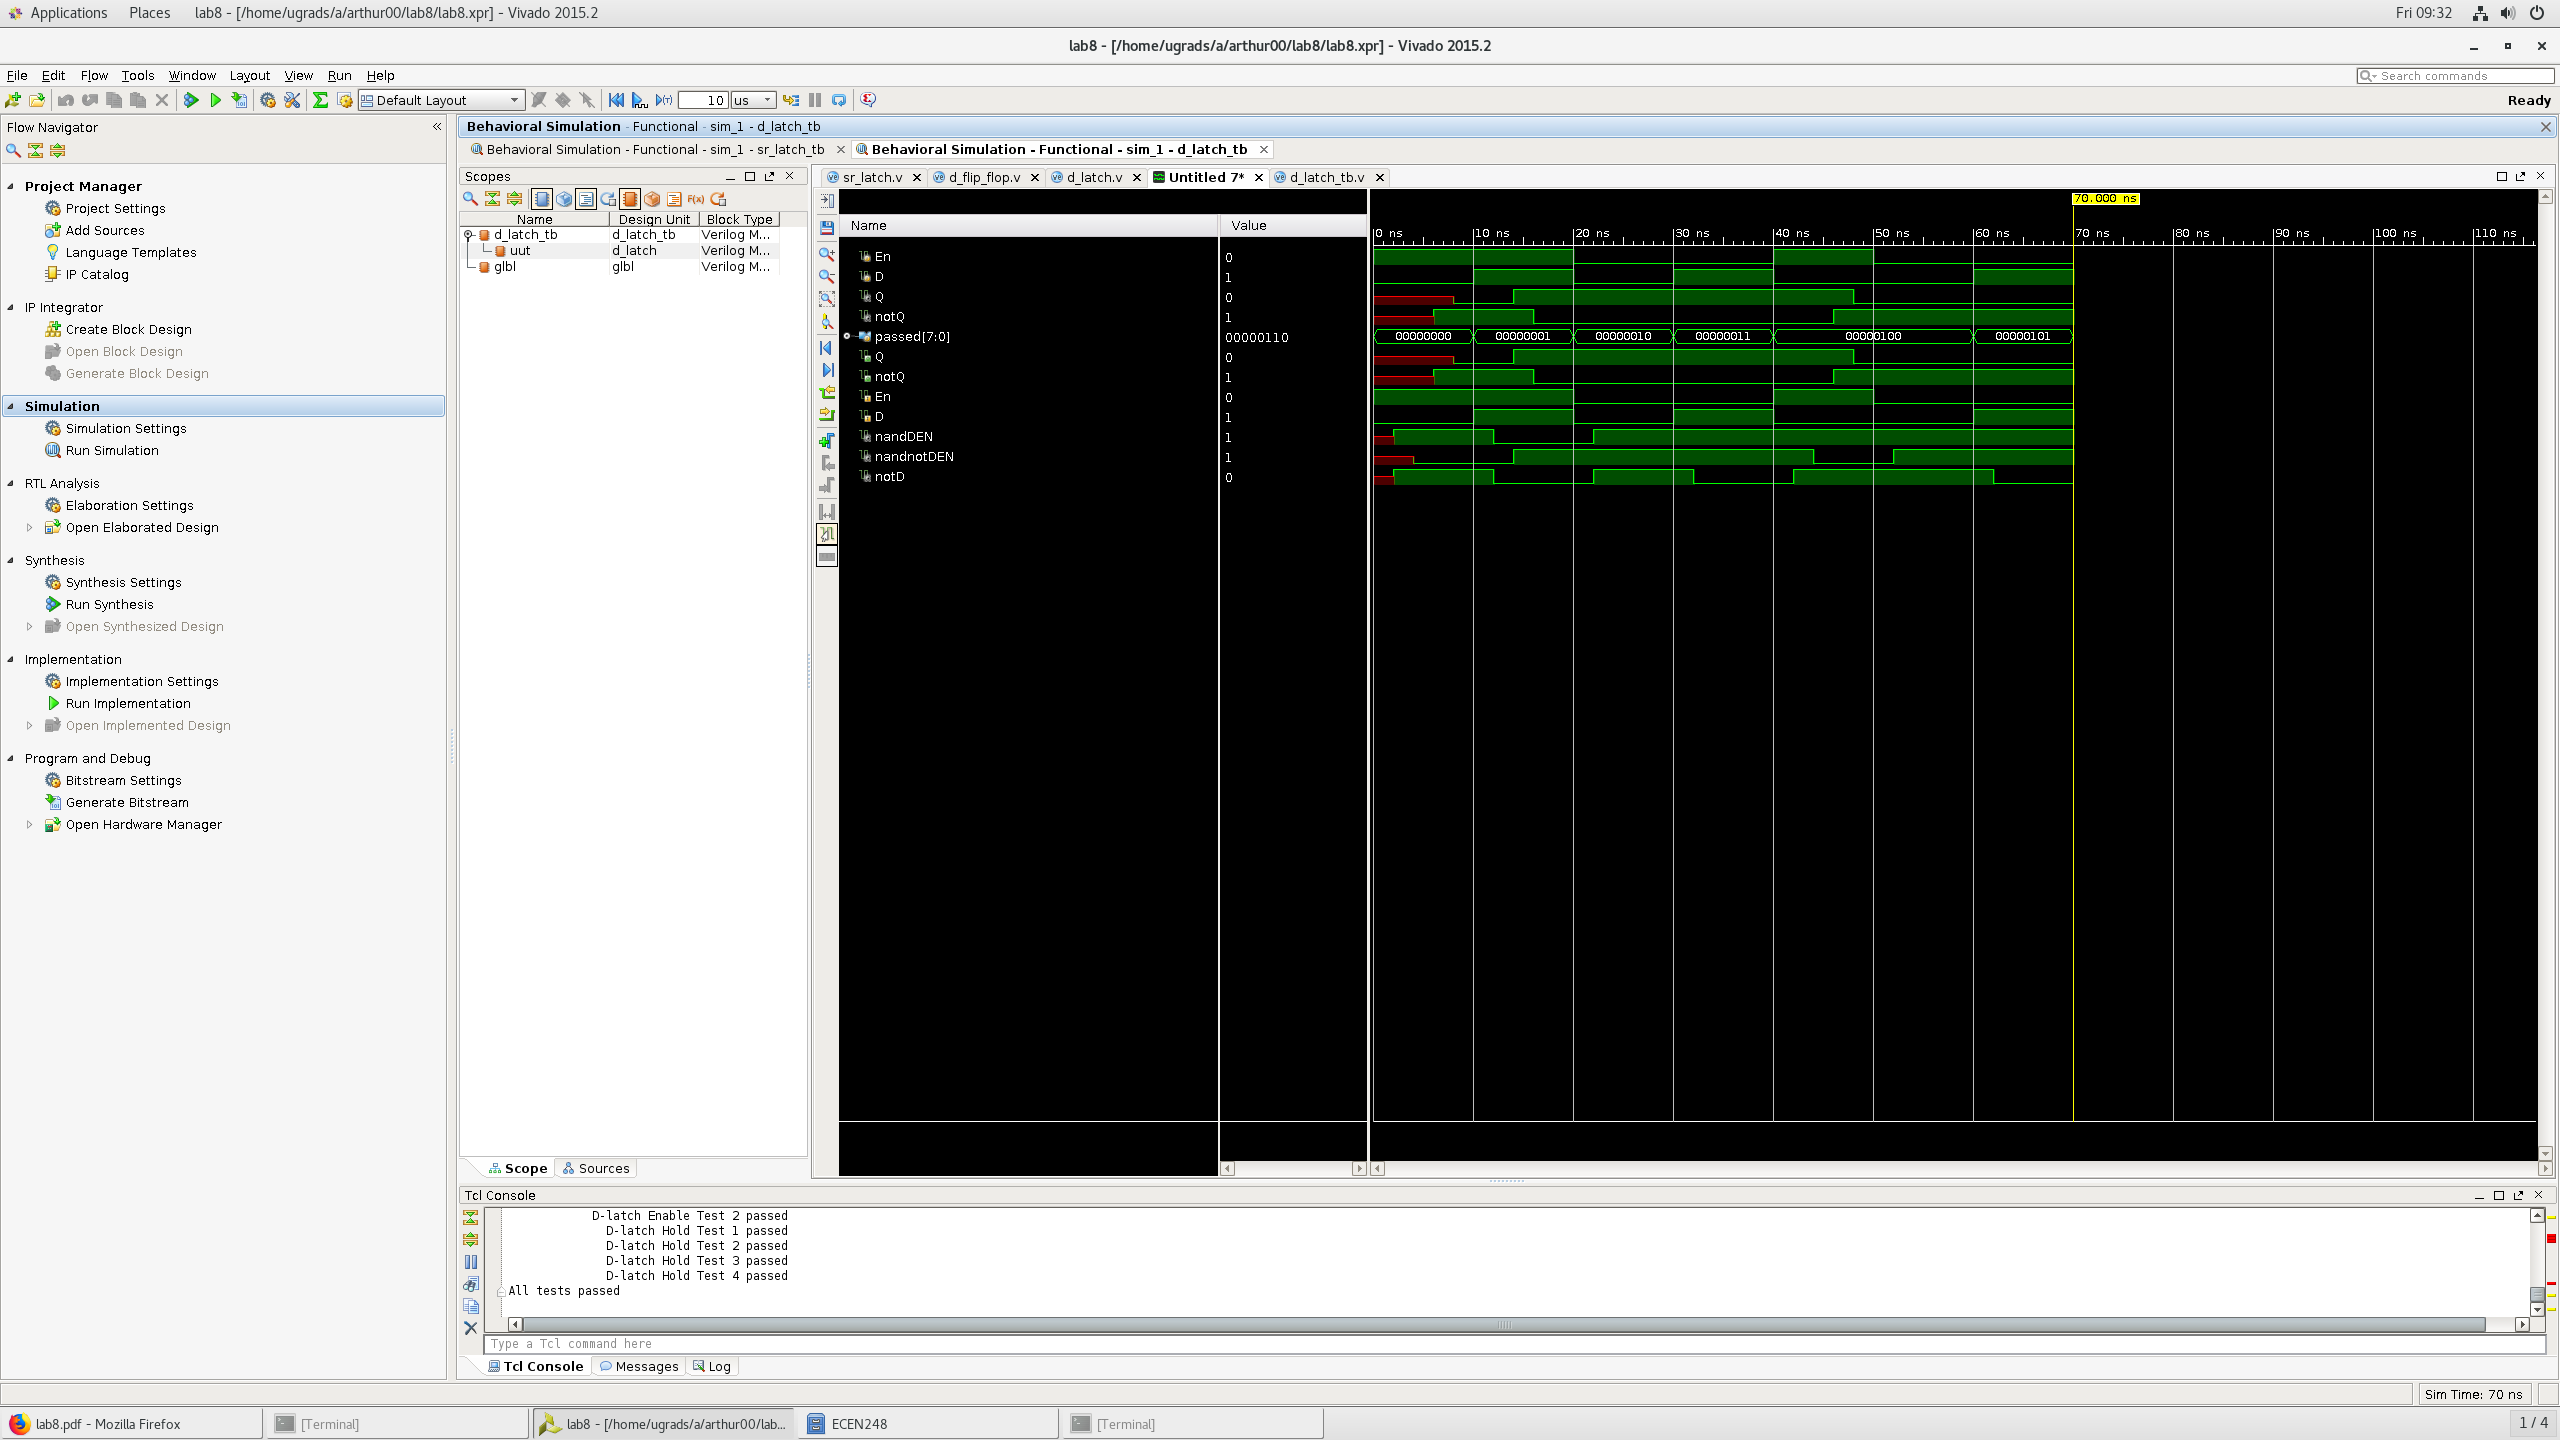 Applications Places lab8 - [/home/ugrads/a/arthur00/lab8/lab8.xpr] - Vivado 2015.2 Fri 09:32
lab8 - [/home/ugrads/a/arthur00/lab8/lab8.xpr] - Vivado 2015.2
File Edit Flow Tools Window Layout View Run Help Search commands
Default Layout 10 us Ready
Flow Navigator
Project Manager
Project Settings
Add Sources
Language Templates
IP Catalog
IP Integrator
Create Block Design
Open Block Design
Generate Block Design
Simulation
Simulation Settings
Run Simulation
RTL Analysis
Elaboration Settings
Open Elaborated Design
Synthesis
Synthesis Settings
Run Synthesis
Open Synthesized Design
Implementation
Implementation Settings
Run Implementation
Open Implemented Design
Program and Debug
Bitstream Settings
Generate Bitstream
Open Hardware Manager
Behavioral Simulation - Functional - sim_1 - d_latch_tb
Behavioral Simulation - Functional - sim_1 - sr_latch_tb Behavioral Simulation - Functional - sim_1 - d_latch_tb
Scopes
Name Design Unit Block Type
d_latch_tb d_latch_tb Verilog M...
uut d_latch Verilog M...
glbl glbl Verilog M...
Scope Sources
sr_latch.v d_flip_flop.v d_latch.v Untitled 7* d_latch_tb.v
70.000 ns
Name Value
0 ns 10 ns 20 ns 30 ns 40 ns 50 ns 60 ns 70 ns 80 ns 90 ns 100 ns 110 ns
En 0
D 1
Q 0
notQ 1
passed[7:0] 00000110 00000000 00000001 00000010 00000011 00000100 00000101
Q 0
notQ 1
En 0
D 1
nandDEN 1
nandnotDEN 1
notD 0
Tcl Console
D-latch Enable Test 2 passed
D-latch Hold Test 1 passed
D-latch Hold Test 2 passed
D-latch Hold Test 3 passed
D-latch Hold Test 4 passed
All tests passed
Type a Tcl command here
Tcl Console Messages Log
Sim Time: 70 ns
lab8.pdf - Mozilla Firefox [Terminal] lab8 - [/home/ugrads/a/arthur00/lab... ECEN248 [Terminal] 1 / 4